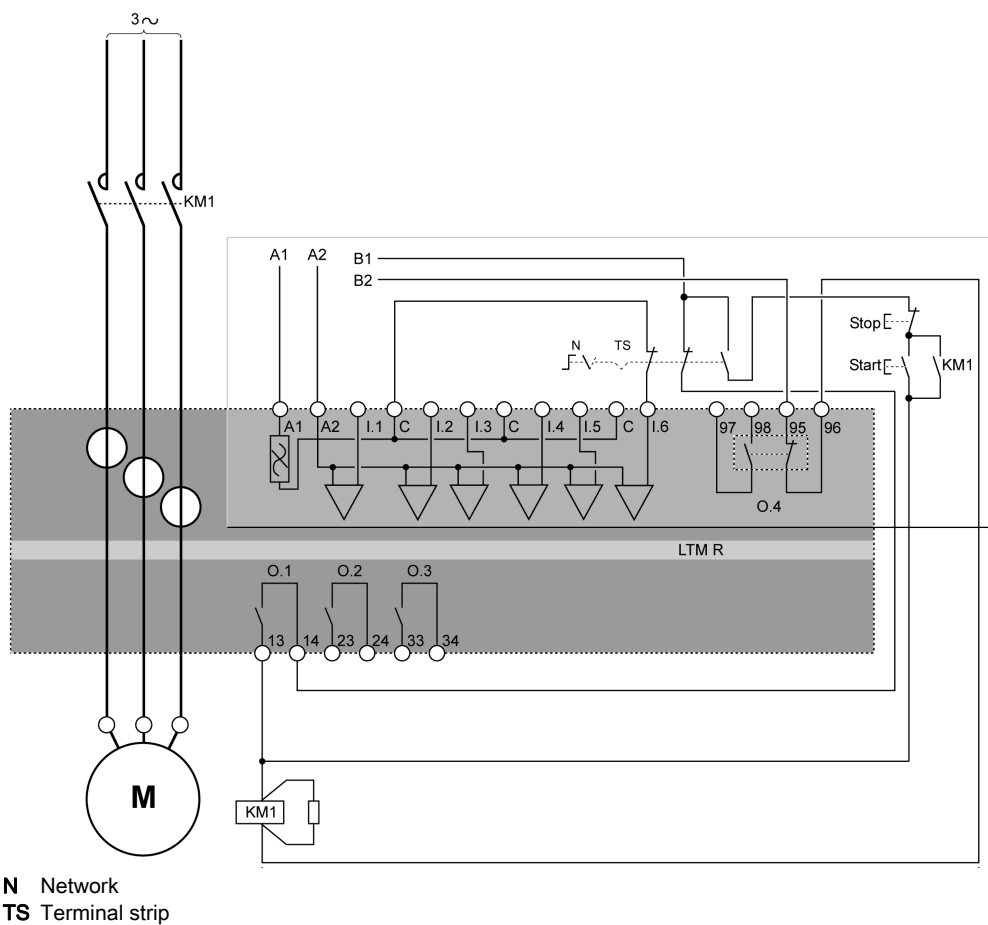 3～
KM1
A1 A2 B1
B2
N TS
Stop
Start KM1
A1 A2 I.1 C I.2 I.3 C I.4 I.5 C I.6 97 98 95 96
O.4
LTM R
O.1 O.2 O.3
13 14 23 24 33 34
M
KM1
N Network
TS Terminal strip